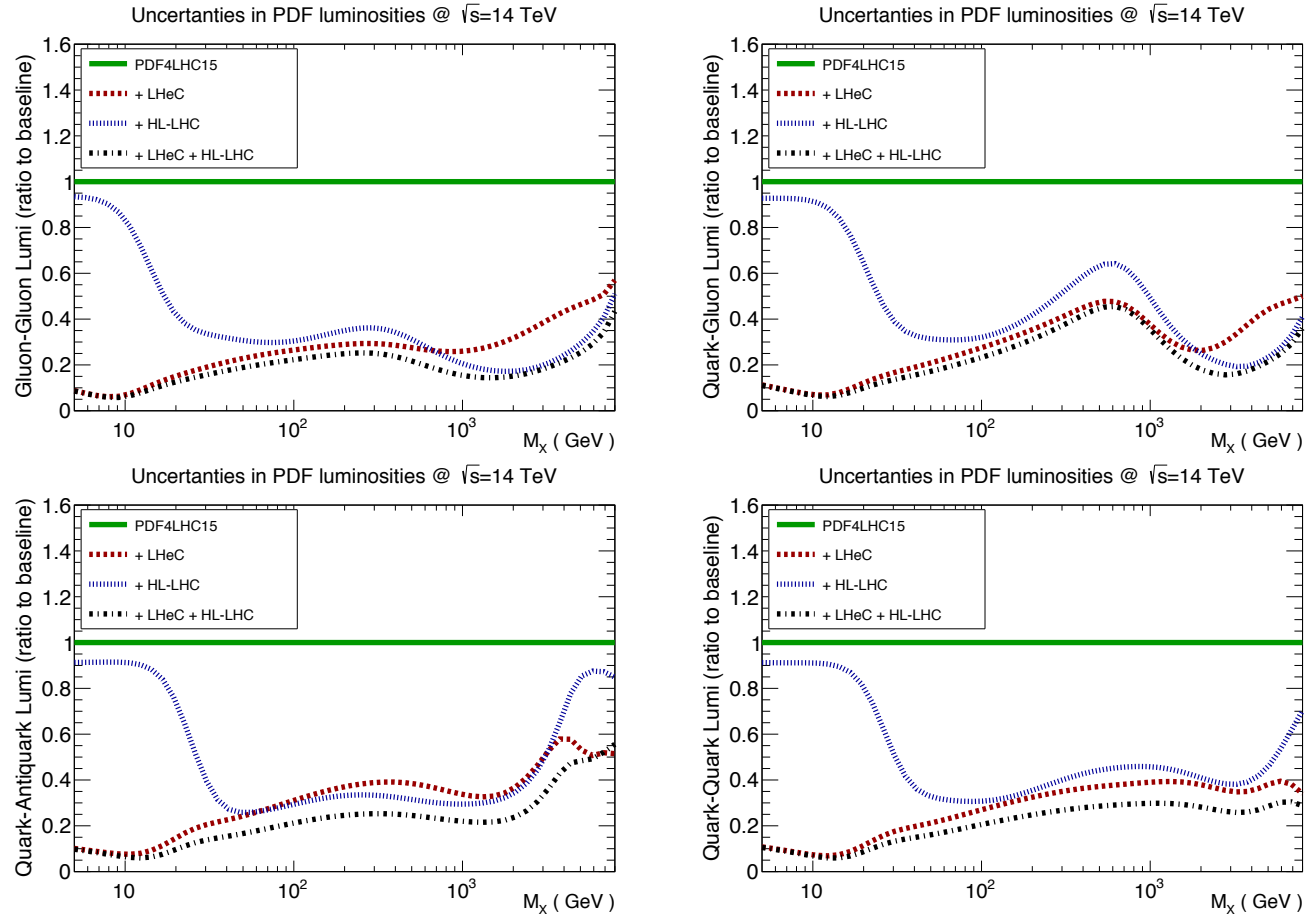 Uncertanties in PDF luminosities @ √s=14 TeV
Gluon-Gluon Lumi (ratio to baseline)
1.6
1.4
1.2
1
0.8
0.6
0.4
0.2
0
PDF4LHC15
+ LHeC
+ HL-LHC
+ LHeC + HL-LHC
10
10²
10³
M_X ( GeV )
Uncertanties in PDF luminosities @ √s=14 TeV
Quark-Gluon Lumi (ratio to baseline)
1.6
1.4
1.2
1
0.8
0.6
0.4
0.2
0
PDF4LHC15
+ LHeC
+ HL-LHC
+ LHeC + HL-LHC
10
10²
10³
M_X ( GeV )
Uncertanties in PDF luminosities @ √s=14 TeV
Quark-Antiquark Lumi (ratio to baseline)
1.6
1.4
1.2
1
0.8
0.6
0.4
0.2
0
PDF4LHC15
+ LHeC
+ HL-LHC
+ LHeC + HL-LHC
10
10²
10³
M_X ( GeV )
Uncertanties in PDF luminosities @ √s=14 TeV
Quark-Quark Lumi (ratio to baseline)
1.6
1.4
1.2
1
0.8
0.6
0.4
0.2
0
PDF4LHC15
+ LHeC
+ HL-LHC
+ LHeC + HL-LHC
10
10²
10³
M_X ( GeV )